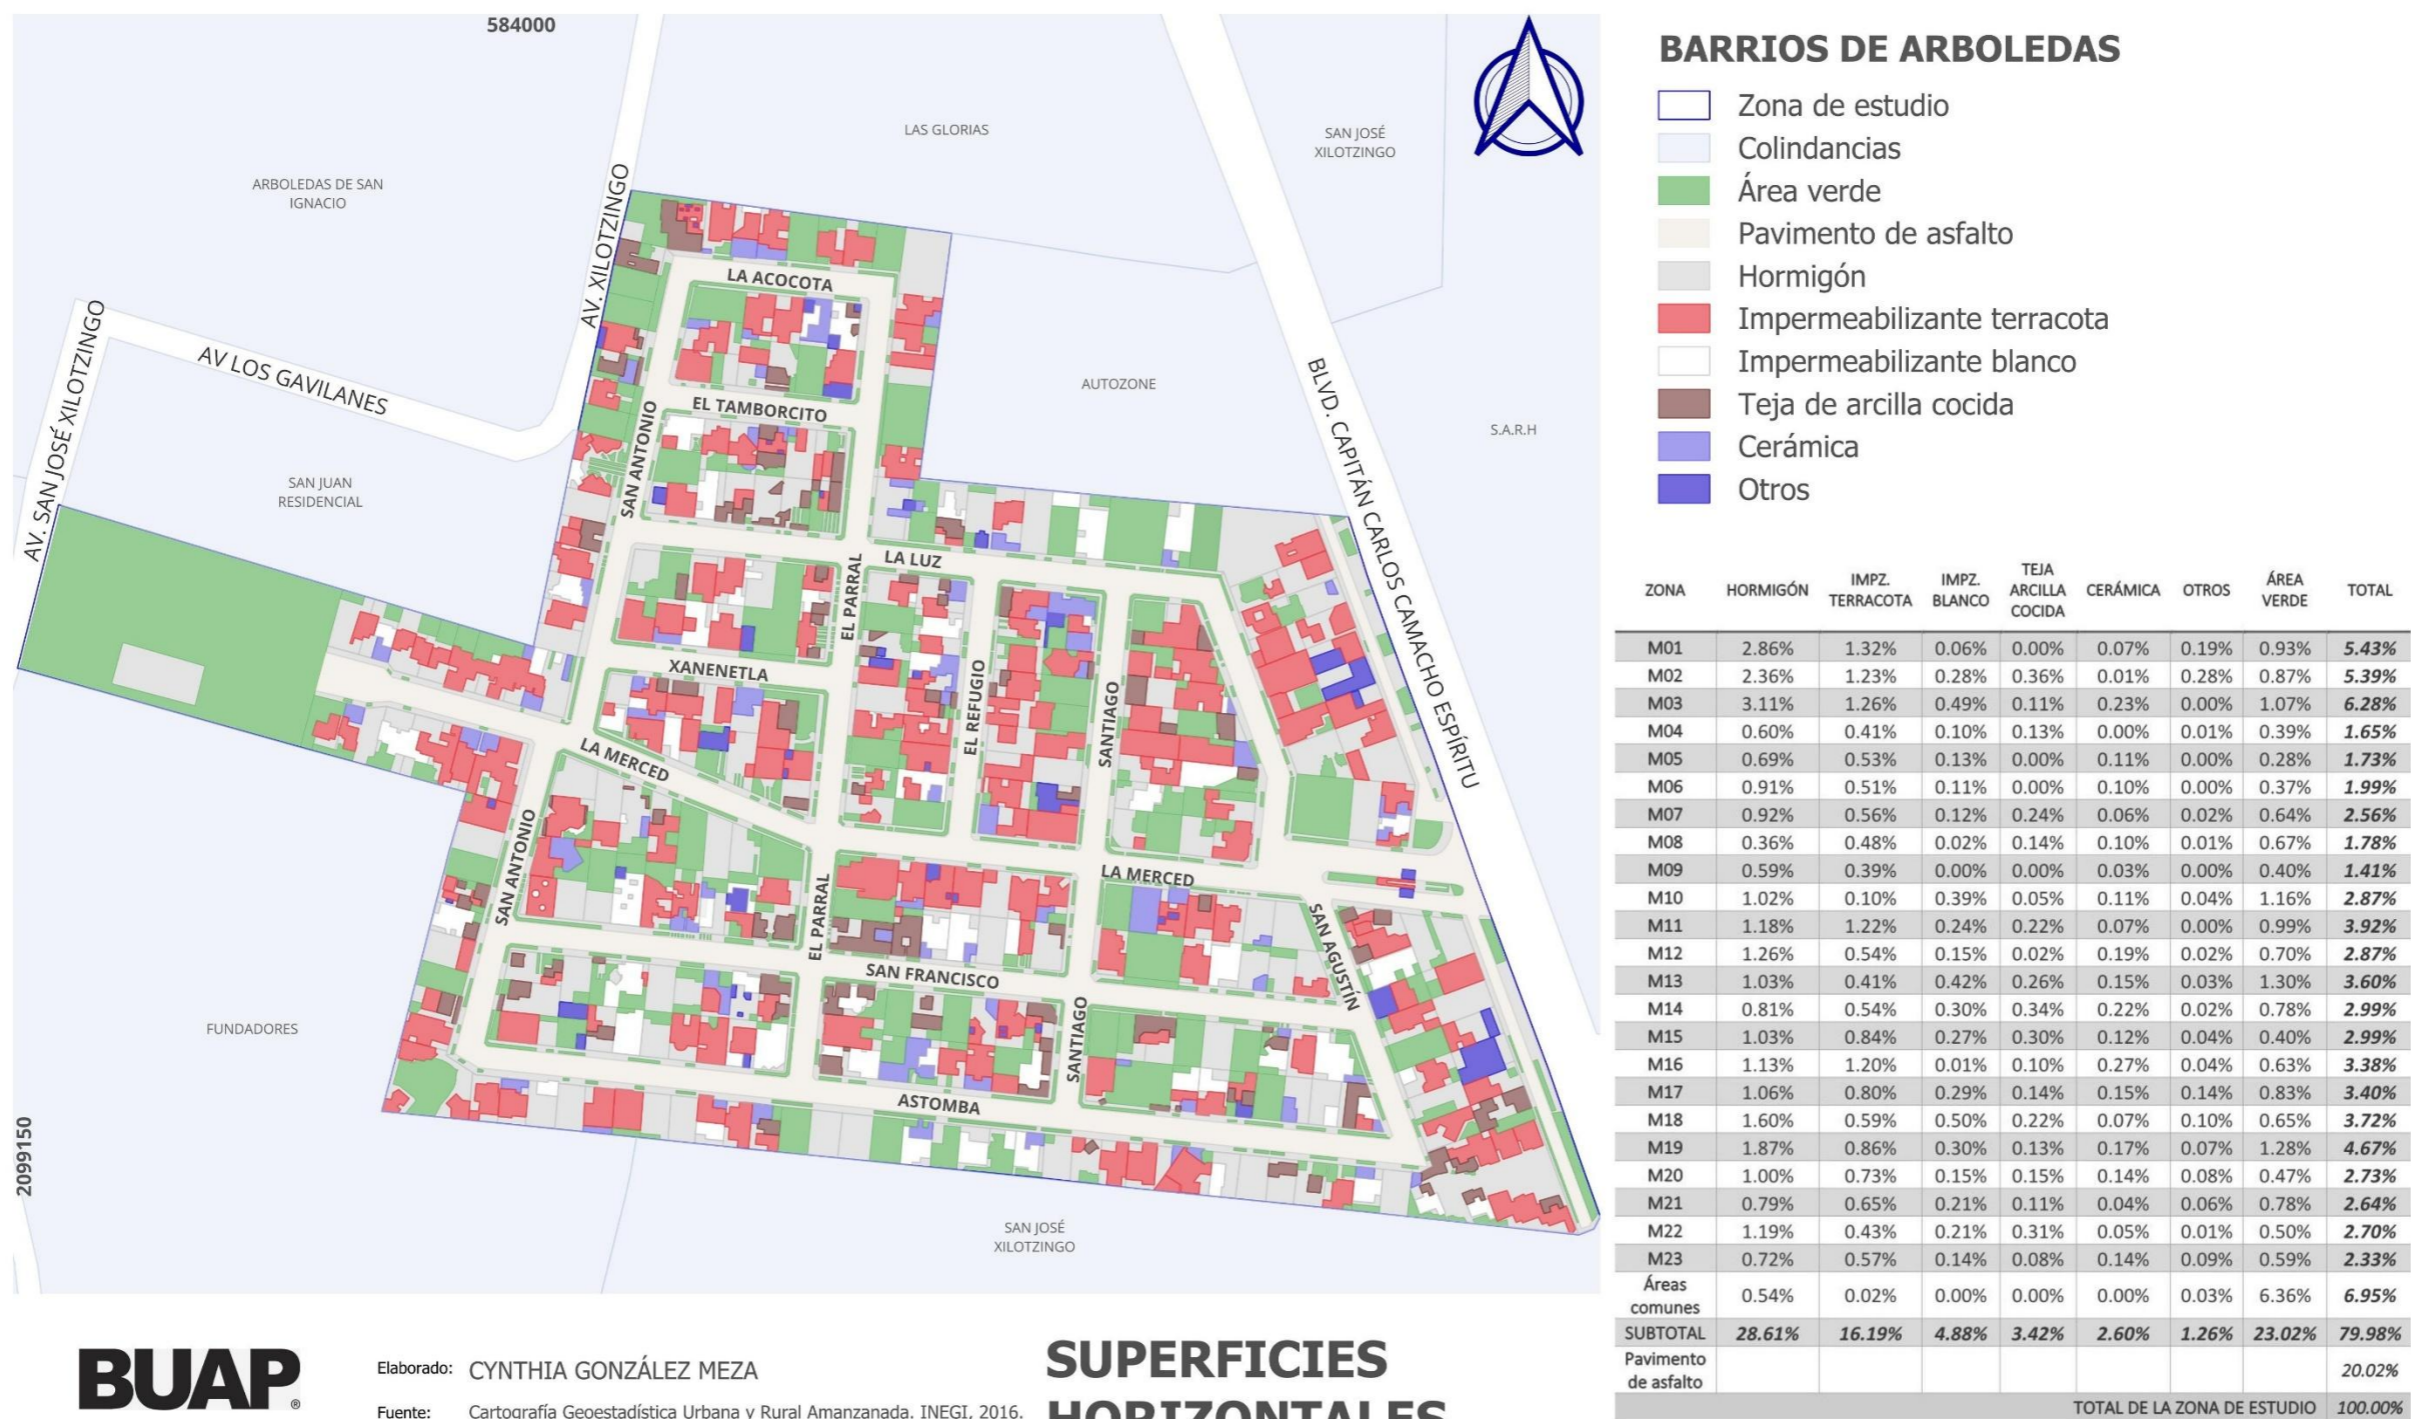 584000
LAS GLORIAS
SAN JOSÉ
XILOTZINGO
ARBOLEDAS DE SAN
IGNACIO
AV. XILOTZINGO
LA ACOCOTA
AV. SAN JOSÉ XILOTZINGO
AV LOS GAVILANES
AUTOZONE
BLVD. CAPITÁN CARLOS CAMACHO ESPÍRITU
S.A.R.H
EL TAMBORCITO
SAN ANTONIO
SAN JUAN
RESIDENCIAL
LA LUZ
EL PARRAL
XANENETLA
EL REFUGIO
SANTIAGO
LA MERCED
SAN ANTONIO
LA MERCED
EL PARRAL
SAN AGUSTÍN
SAN FRANCISCO
SANTIAGO
FUNDADORES
ASTOMBA
2099150
SAN JOSÉ
XILOTZINGO
BARRIOS DE ARBOLEDAS
Zona de estudio
Colindancias
Área verde
Pavimento de asfalto
Hormigón
Impermeabilizante terracota
Impermeabilizante blanco
Teja de arcilla cocida
Cerámica
Otros
ZONA HORMIGÓN IMPZ. TERRACOTA IMPZ. BLANCO TEJA ARCILLA COCIDA CERÁMICA OTROS ÁREA VERDE TOTAL
M01 2.86% 1.32% 0.06% 0.00% 0.07% 0.19% 0.93% 5.43%
M02 2.36% 1.23% 0.28% 0.36% 0.01% 0.28% 0.87% 5.39%
M03 3.11% 1.26% 0.49% 0.11% 0.23% 0.00% 1.07% 6.28%
M04 0.60% 0.41% 0.10% 0.13% 0.00% 0.01% 0.39% 1.65%
M05 0.69% 0.53% 0.13% 0.00% 0.11% 0.00% 0.28% 1.73%
M06 0.91% 0.51% 0.11% 0.00% 0.10% 0.00% 0.37% 1.99%
M07 0.92% 0.56% 0.12% 0.24% 0.06% 0.02% 0.64% 2.56%
M08 0.36% 0.48% 0.02% 0.14% 0.10% 0.01% 0.67% 1.78%
M09 0.59% 0.39% 0.00% 0.00% 0.03% 0.00% 0.40% 1.41%
M10 1.02% 0.10% 0.39% 0.05% 0.11% 0.04% 1.16% 2.87%
M11 1.18% 1.22% 0.24% 0.22% 0.07% 0.00% 0.99% 3.92%
M12 1.26% 0.54% 0.15% 0.02% 0.19% 0.02% 0.70% 2.87%
M13 1.03% 0.41% 0.42% 0.26% 0.15% 0.03% 1.30% 3.60%
M14 0.81% 0.54% 0.30% 0.34% 0.22% 0.02% 0.78% 2.99%
M15 1.03% 0.84% 0.27% 0.30% 0.12% 0.04% 0.40% 2.99%
M16 1.13% 1.20% 0.01% 0.10% 0.27% 0.04% 0.63% 3.38%
M17 1.06% 0.80% 0.29% 0.14% 0.15% 0.14% 0.83% 3.40%
M18 1.60% 0.59% 0.50% 0.22% 0.07% 0.10% 0.65% 3.72%
M19 1.87% 0.86% 0.30% 0.13% 0.17% 0.07% 1.28% 4.67%
M20 1.00% 0.73% 0.15% 0.15% 0.14% 0.08% 0.47% 2.73%
M21 0.79% 0.65% 0.21% 0.11% 0.04% 0.06% 0.78% 2.64%
M22 1.19% 0.43% 0.21% 0.31% 0.05% 0.01% 0.50% 2.70%
M23 0.72% 0.57% 0.14% 0.08% 0.14% 0.09% 0.59% 2.33%
Áreas comunes 0.54% 0.02% 0.00% 0.00% 0.00% 0.03% 6.36% 6.95%
SUBTOTAL 28.61% 16.19% 4.88% 3.42% 2.60% 1.26% 23.02% 79.98%
Pavimento de asfalto 20.02%
TOTAL DE LA ZONA DE ESTUDIO 100.00%
BUAP®
Elaborado: CYNTHIA GONZÁLEZ MEZA
Fuente: Cartografía Geoestadística Urbana y Rural Amanzanada. INEGI, 2016.
SUPERFICIES
HORIZONTALES